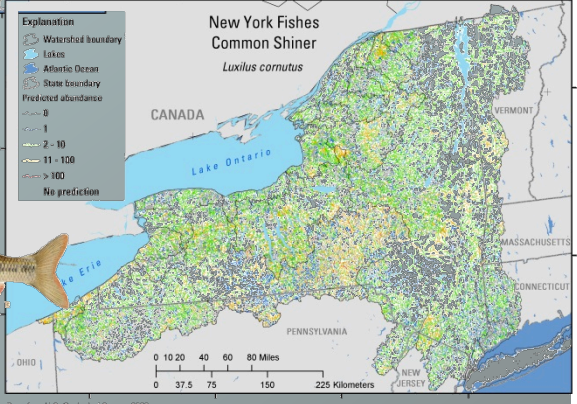 New York Fishes
Common Shiner
Luxilus cornutus
Explanation
Watershed boundary
Lakes
Atlantic Ocean
State boundary
Predicted abundance
0
1
2 - 10
11 - 100
> 100
No prediction
CANADA
Lake Ontario
ke Erie
VERMONT
MASSACHUSETTS
CONNECTICUT
PENNSYLVANIA
NEW
JERSEY
OHIO
0 10 20 40 60 80 Miles
0 37.5 75 150 225 Kilometers